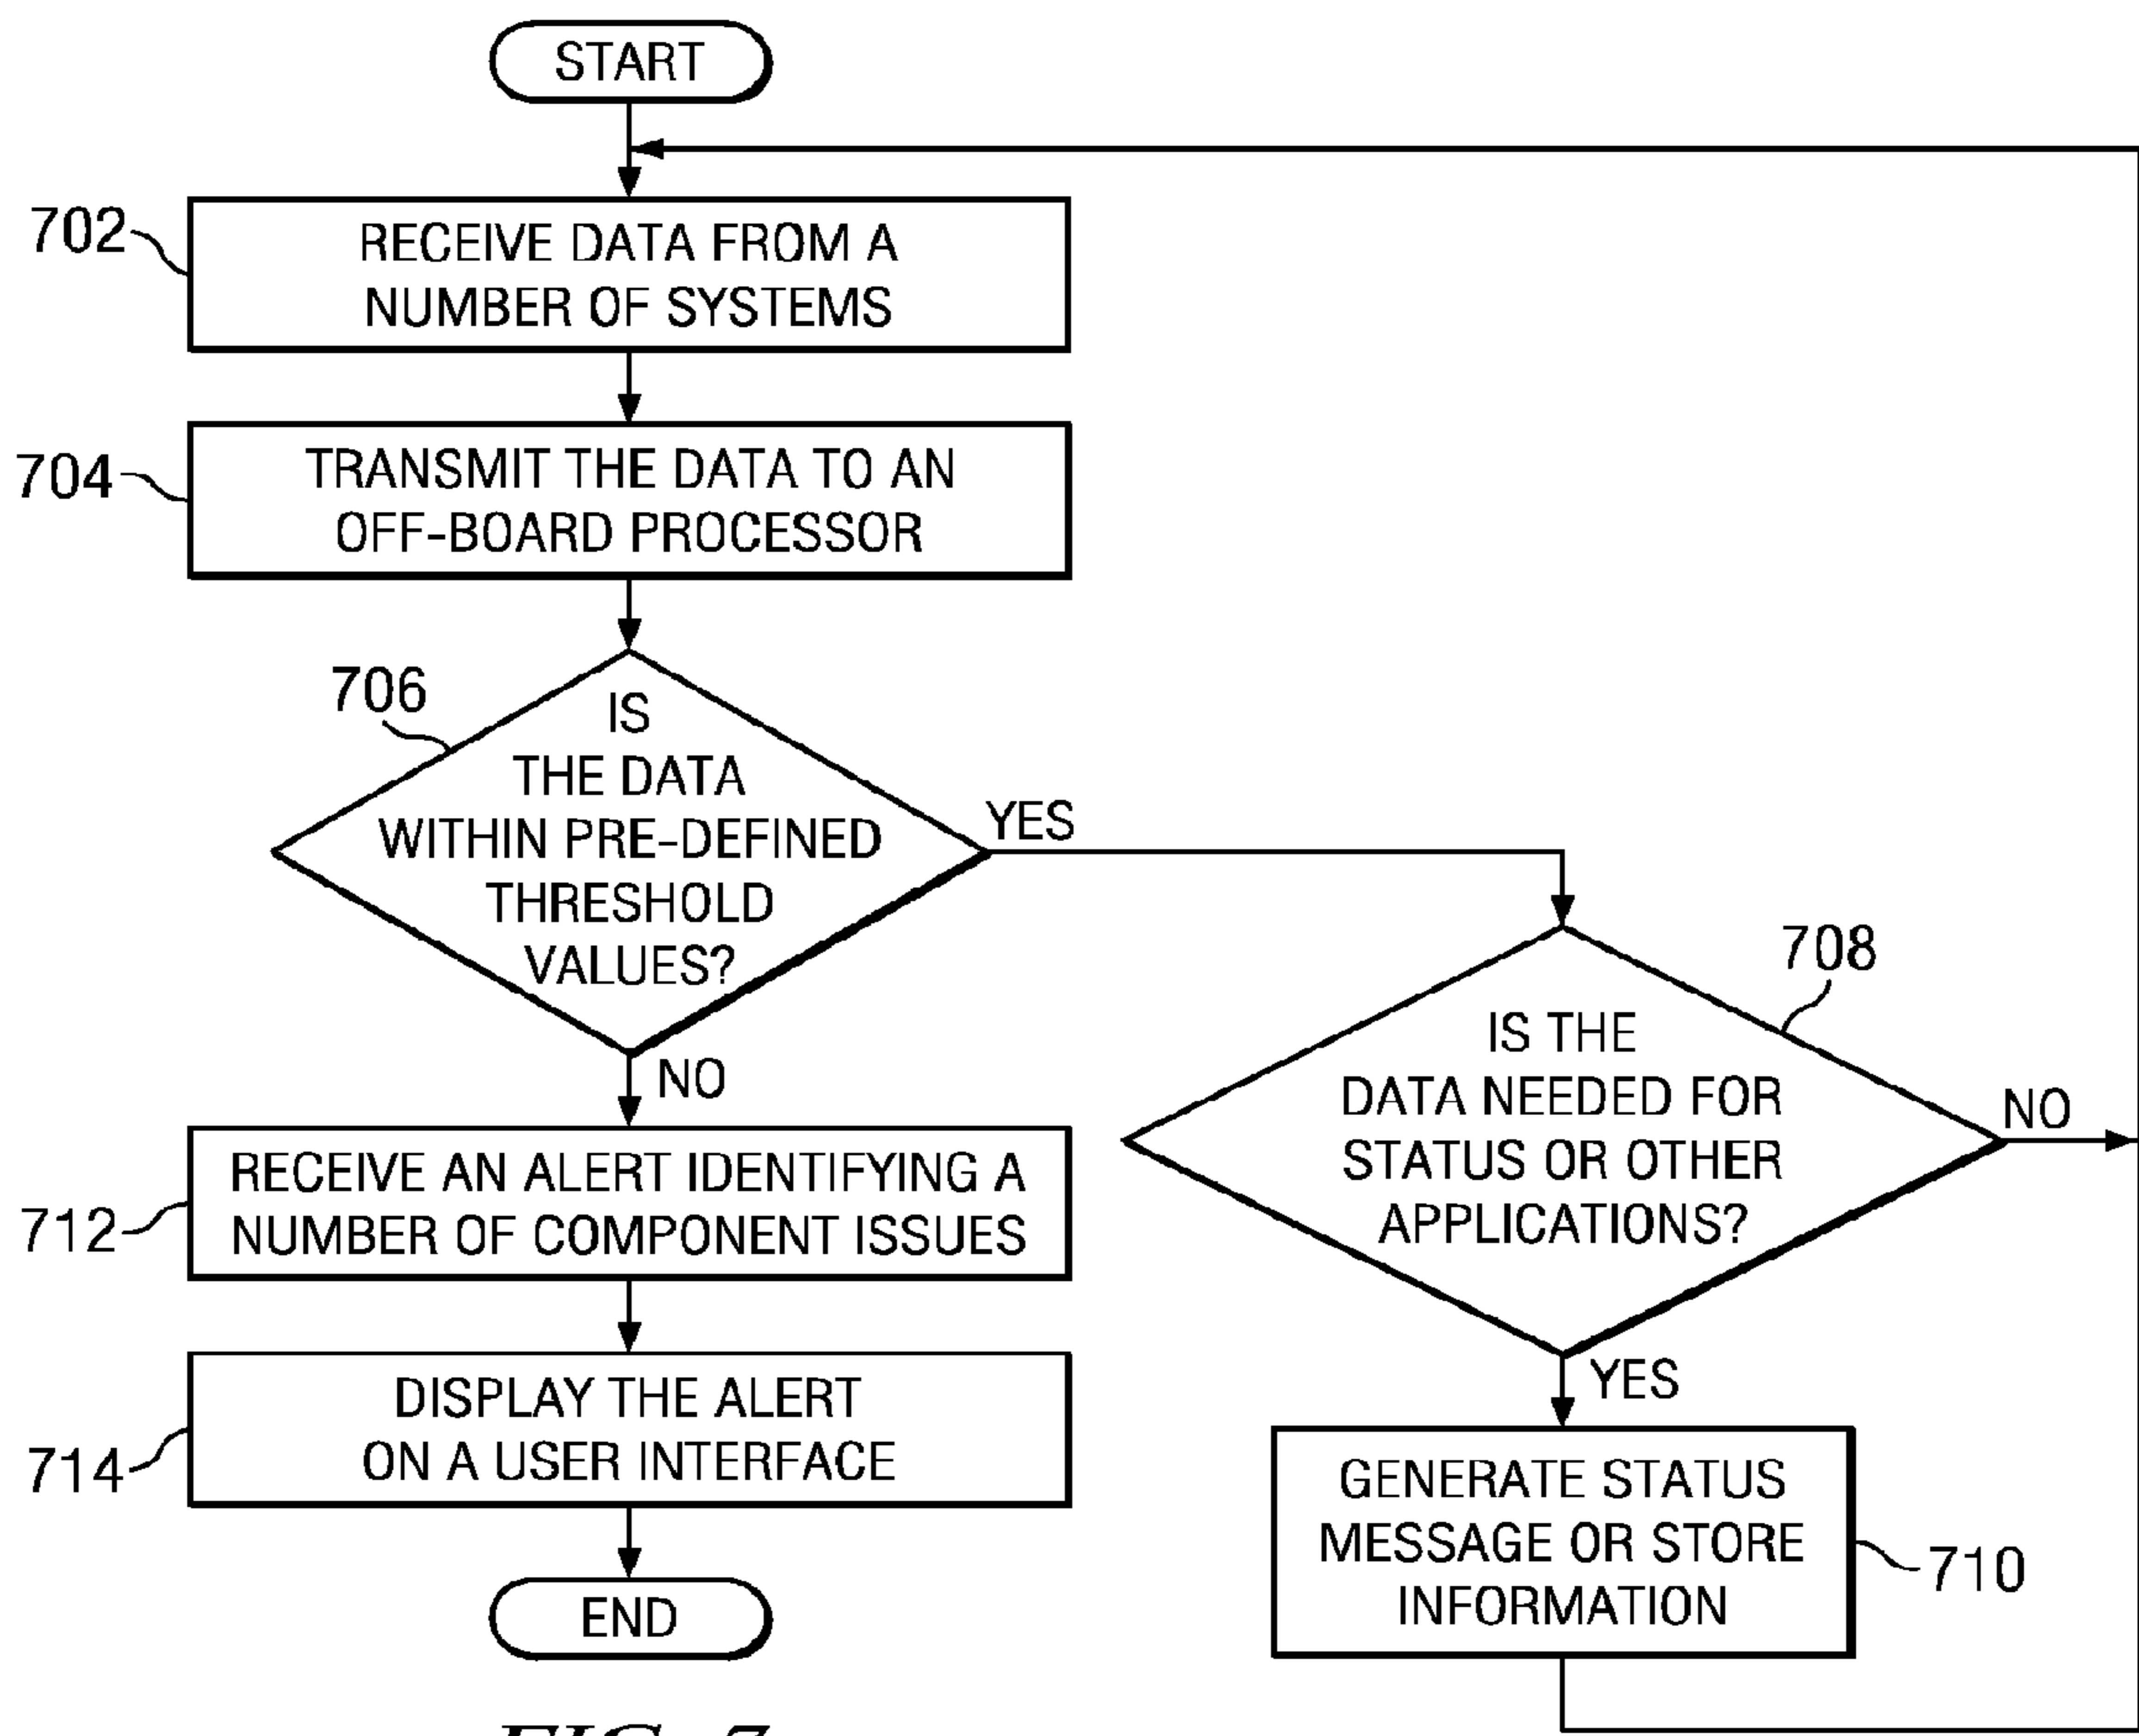 START
702
RECEIVE DATA FROM A
NUMBER OF SYSTEMS
704
TRANSMIT THE DATA TO AN
OFF-BOARD PROCESSOR
706
IS
THE DATA
WITHIN PRE-DEFINED
THRESHOLD
VALUES?
YES
NO
708
IS THE
DATA NEEDED FOR
STATUS OR OTHER
APPLICATIONS?
NO
YES
712
RECEIVE AN ALERT IDENTIFYING A
NUMBER OF COMPONENT ISSUES
714
DISPLAY THE ALERT
ON A USER INTERFACE
GENERATE STATUS
MESSAGE OR STORE
INFORMATION
710
END